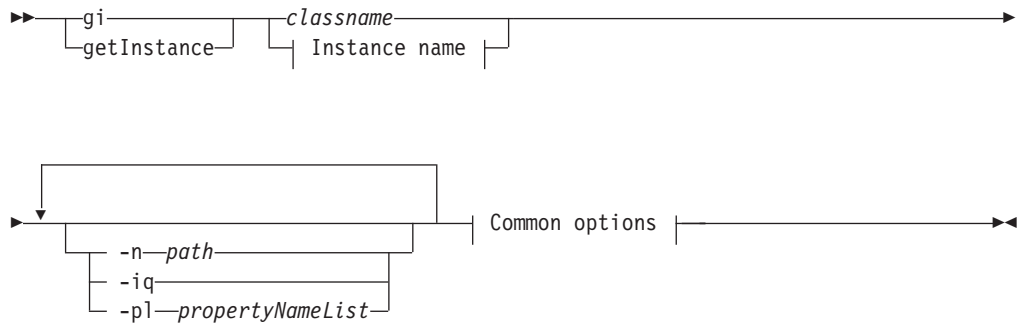 gi classname
getInstance Instance name
Common options
-n path
-iq
-pl propertyNameList